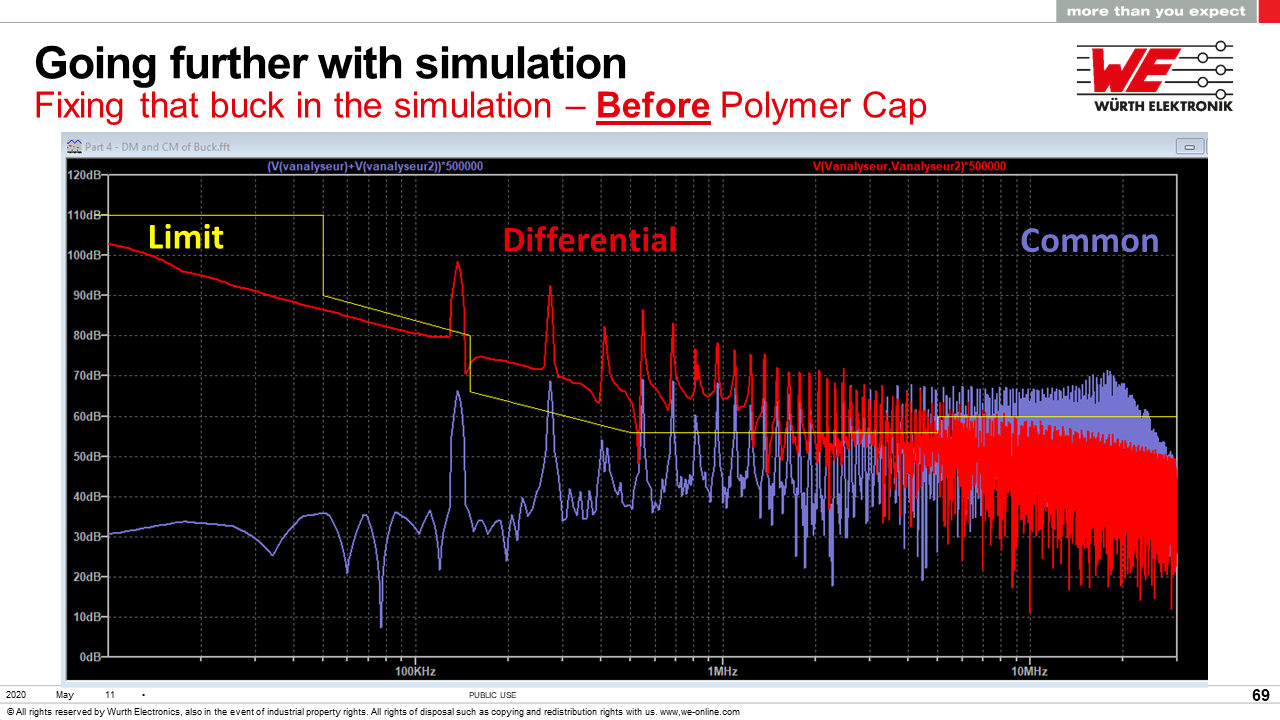 more than you expect
Going further with simulation
Fixing that buck in the simulation – Before Polymer Cap
WE
WÜRTH ELEKTRONIK
Part 4 - DM and CM of Buck.fft
(V(vanalyseur)+V(vanalyseur2))*500000
V(Vanalyseur,Vanalyseur2)*500000
120dB
110dB
100dB
90dB
80dB
70dB
60dB
50dB
40dB
30dB
20dB
10dB
0dB
Limit
Differential
Common
100KHz
1MHz
10MHz
2020 May 11 •
PUBLIC USE
69
© All rights reserved by Wurth Electronics, also in the event of industrial property rights. All rights of disposal such as copying and redistribution rights with us. www,we-online.com